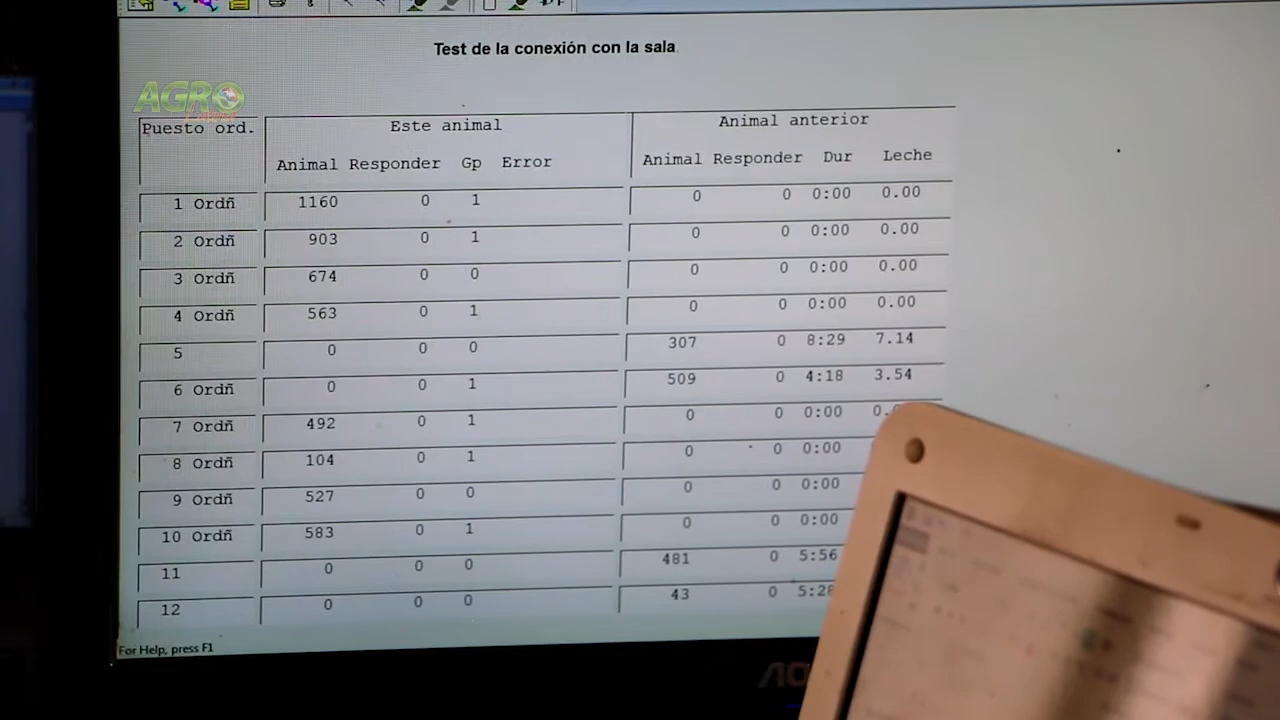 Test de la conexión con la sala
AGRO
Puesto ord. Este animal Animal anterior
Animal Responder Gp Error Animal Responder Dur Leche
1 Ordñ 1160 0 1 0 0 0:00 0.00
2 Ordñ 903 0 1 0 0 0:00 0.00
3 Ordñ 674 0 0 0 0 0:00 0.00
4 Ordñ 563 0 1 0 0 0:00 0.00
5 0 0 0 307 0 8:29 7.14
6 Ordñ 0 0 1 509 0 4:18 3.54
7 Ordñ 492 0 1 0 0 0:00
8 Ordñ 104 0 1 0 0 0:00
9 Ordñ 527 0 0 0 0 0:00
10 Ordñ 583 0 1 0 0 0:00
11 0 0 0 481 0 5:56
12 0 0 0 43 0 5:28
For Help, press F1